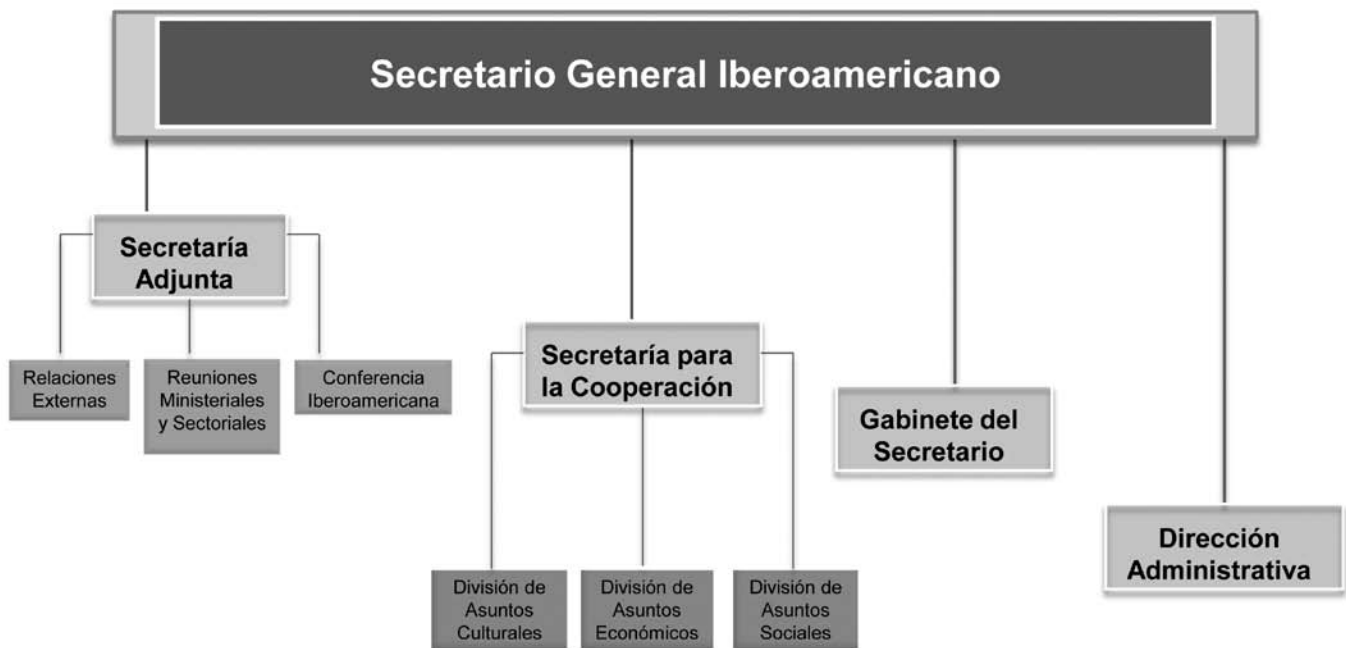 Secretario General Iberoamericano
Secretaría
Adjunta
Relaciones
Externas
Reuniones
Ministeriales
y Sectoriales
Conferencia
Iberoamericana
Secretaría para
la Cooperación
División de
Asuntos
Culturales
División de
Asuntos
Económicos
División de
Asuntos
Sociales
Gabinete del
Secretario
Dirección
Administrativa